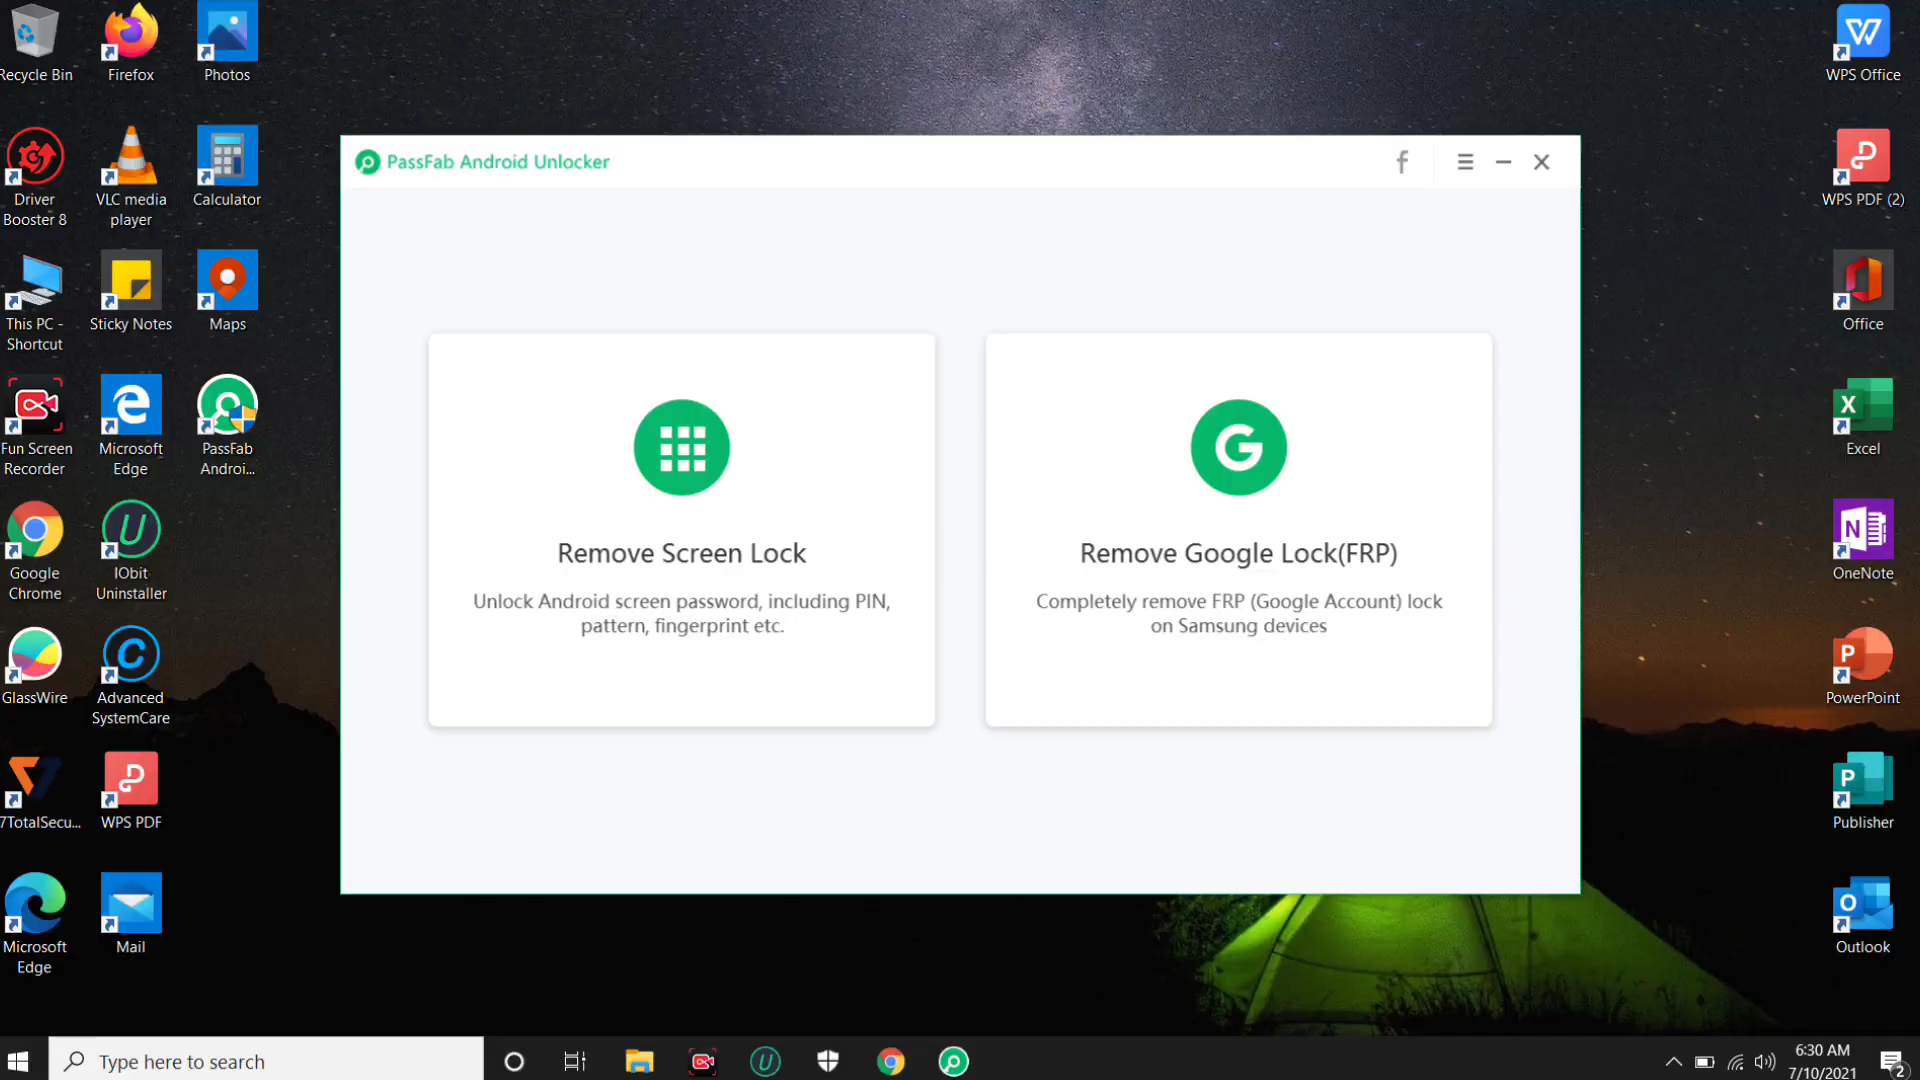 Recycle Bin
Firefox
Photos
Driver
Booster 8
VLC media
player
Calculator
This PC -
Shortcut
Sticky Notes
Maps
Fun Screen
Recorder
Microsoft
Edge
PassFab
Androi...
Google
Chrome
IObit
Uninstaller
GlassWire
Advanced
SystemCare
7TotalSecu...
WPS PDF
Microsoft
Edge
Mail
PassFab Android Unlocker
Remove Screen Lock
Unlock Android screen password, including PIN,
pattern, fingerprint etc.
Remove Google Lock(FRP)
Completely remove FRP (Google Account) lock
on Samsung devices
WPS Office
WPS PDF (2)
Office
Excel
OneNote
PowerPoint
Publisher
Outlook
Type here to search
6:30 AM
7/10/2021
2